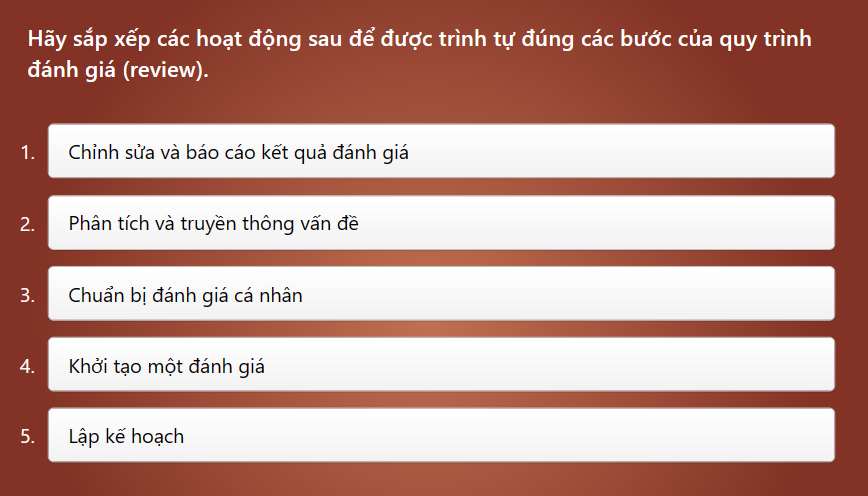 Hãy sắp xếp các hoạt động sau để được trình tự đúng các bước của quy trình
đánh giá (review).
1. Chỉnh sửa và báo cáo kết quả đánh giá
2. Phân tích và truyền thông vấn đề
3. Chuẩn bị đánh giá cá nhân
4. Khởi tạo một đánh giá
5. Lập kế hoạch